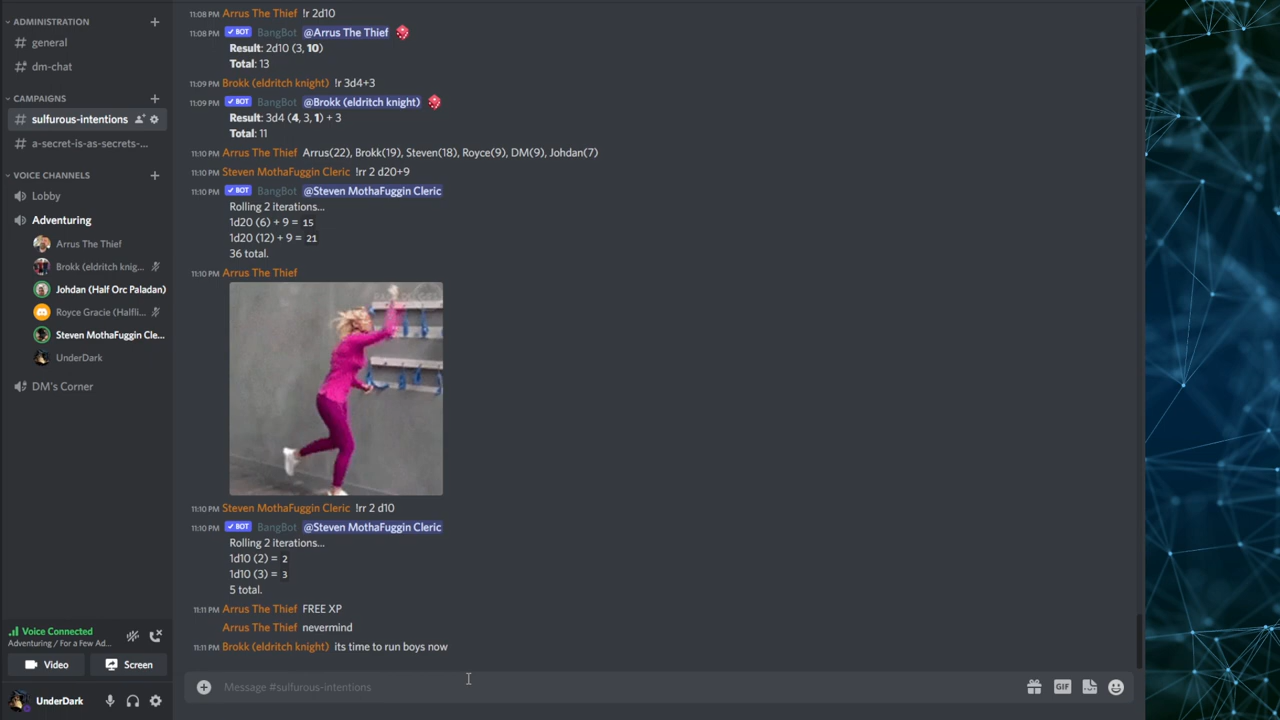 ADMINISTRATION
general
dm-chat
CAMPAIGNS
sulfurous-intentions
a-secret-is-as-secrets-...
VOICE CHANNELS
Lobby
Adventuring
Arrus The Thief
Brokk (eldritch knig...
Johdan (Half Orc Paladan)
Royce Gracie (Halfli...
Steven MothaFuggin Cle...
UnderDark
DM's Corner
Voice Connected
Adventuring / For a Few Ad...
Video
Screen
UnderDark
11:08 PM Arrus The Thief !r 2d10
11:08 PM BOT BangBot @Arrus The Thief
Result: 2d10 (3, 10)
Total: 13
11:09 PM Brokk (eldritch knight) !r 3d4+3
11:09 PM BOT BangBot @Brokk (eldritch knight)
Result: 3d4 (4, 3, 1) + 3
Total: 11
11:10 PM Arrus The Thief Arrus(22), Brokk(19), Steven(18), Royce(9), DM(9), Johdan(7)
11:10 PM Steven MothaFuggin Cleric !rr 2 d20+9
11:10 PM BOT BangBot @Steven MothaFuggin Cleric
Rolling 2 iterations...
1d20 (6) + 9 = 15
1d20 (12) + 9 = 21
36 total.
11:10 PM Arrus The Thief
11:10 PM Steven MothaFuggin Cleric !rr 2 d10
11:10 PM BOT BangBot @Steven MothaFuggin Cleric
Rolling 2 iterations...
1d10 (2) = 2
1d10 (3) = 3
5 total.
11:11 PM Arrus The Thief FREE XP
Arrus The Thief nevermind
11:11 PM Brokk (eldritch knight) its time to run boys now
Message #sulfurous-intentions
GIF